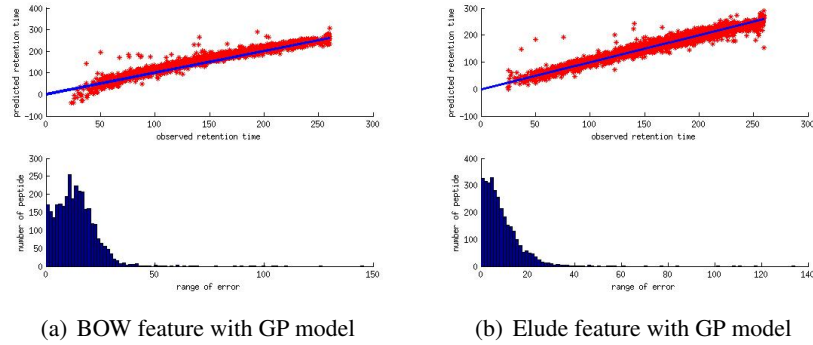 predicted retention time
400
300
200
100
0
-100
0 50 100 150 200 250 300
observed retention time
number of peptide
300
250
200
150
100
50
0
0 50 100 150
range of error
(a) BOW feature with GP model
predicted retention time
400
300
200
100
0
-100
0 50 100 150 200 250 300
observed retention time
number of peptide
400
300
200
100
0
0 20 40 60 80 100 120 140
range of error
(b) Elude feature with GP model